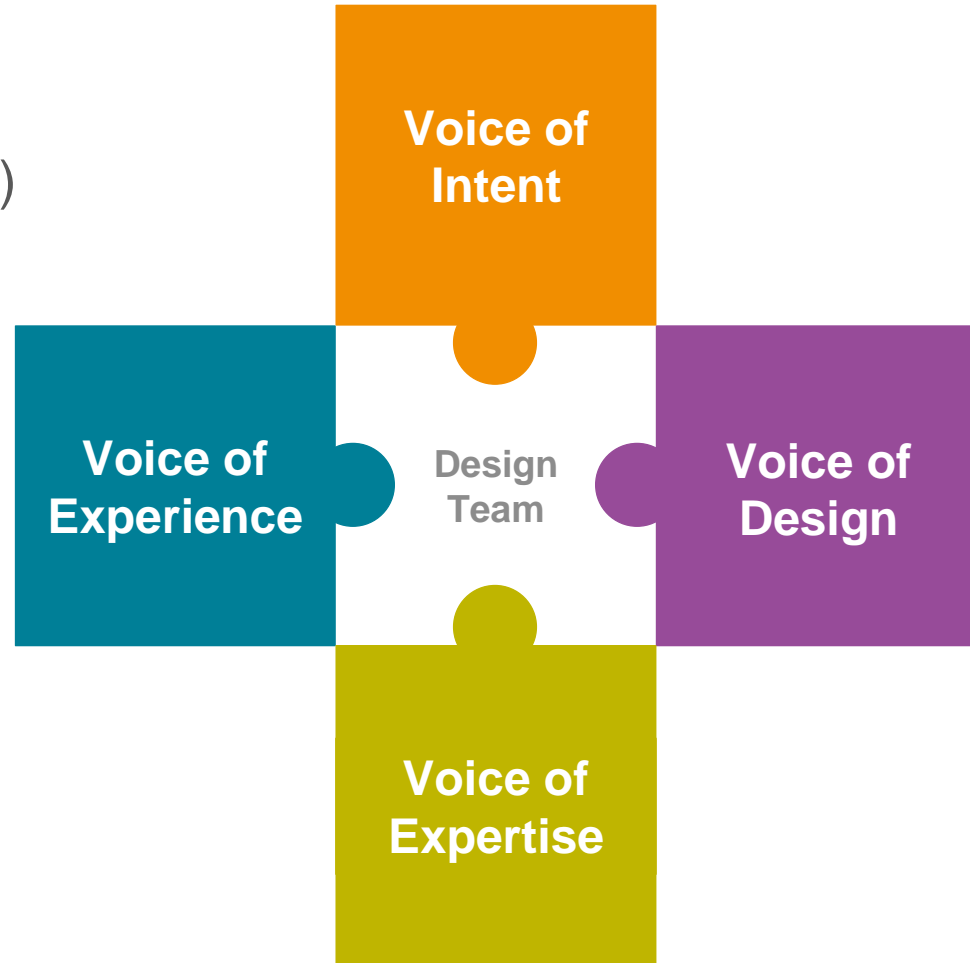 Voice of
Intent
)
Voice of
Experience
Design
Team
Voice of
Design
Voice of
Expertise